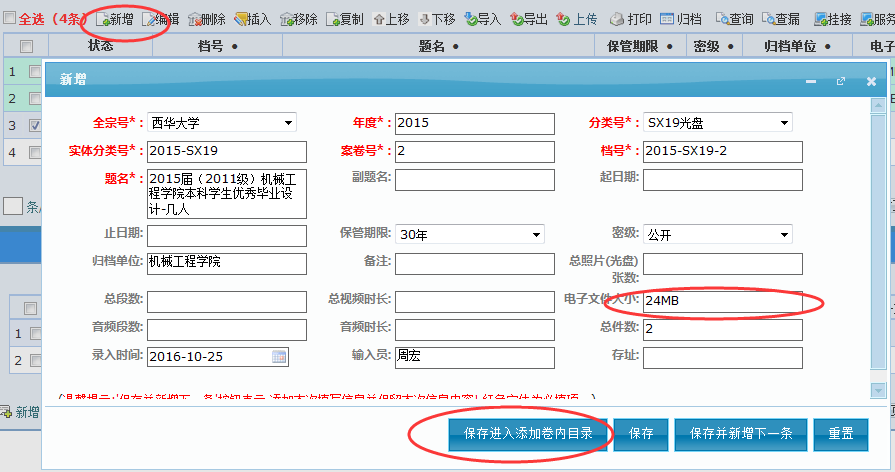 全选（4条） 新增 编辑 删除 插入 移除 复制 上移 下移 导入 导出 上传 打印 归档 查询 查漏 挂接 服务
状态 档号 ● 题名 ● 保管期限 ● 密级 ● 归档单位 ● 电子
1
2
3
4
条/
1
2
新增
新增
全宗号*: 西华大学 年度*: 2015 分类号*: SX19光盘
实体分类号*: 2015-SX19 案卷号*: 2 档号*: 2015-SX19-2
题名*: 2015届（2011级）机械工
程学院本科学生优秀毕业设
计-几人
副题名: 起日期:
止日期: 保管期限: 30年 密级: 公开
归档单位: 机械工程学院 备注: 总照片(光盘)
张数:
总段数: 总视频时长: 电子文件大小: 24MB
音频段数: 音频时长: 总件数: 2
录入时间: 2016-10-25 输入员: 周宏 存址:
保存进入添加卷内目录 保存 保存并新增下一条 重置